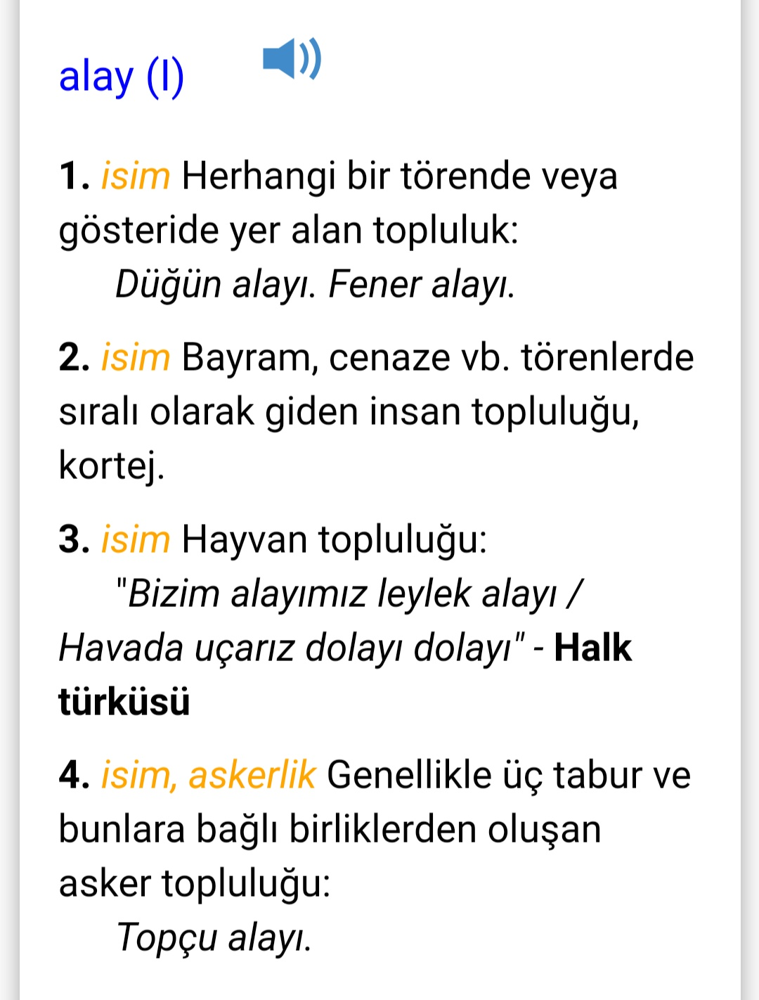 alay (I)
1. isim Herhangi bir törende veya
gösteride yer alan topluluk:
Düğün alayı. Fener alayı.
2. isim Bayram, cenaze vb. törenlerde
sıralı olarak giden insan topluluğu,
kortej.
3. isim Hayvan topluluğu:
"Bizim alayımız leylek alayı /
Havada uçarız dolayı dolayı" - Halk
türküsü
4. isim, askerlik Genellikle üç tabur ve
bunlara bağlı birliklerden oluşan
asker topluluğu:
Topçu alayı.